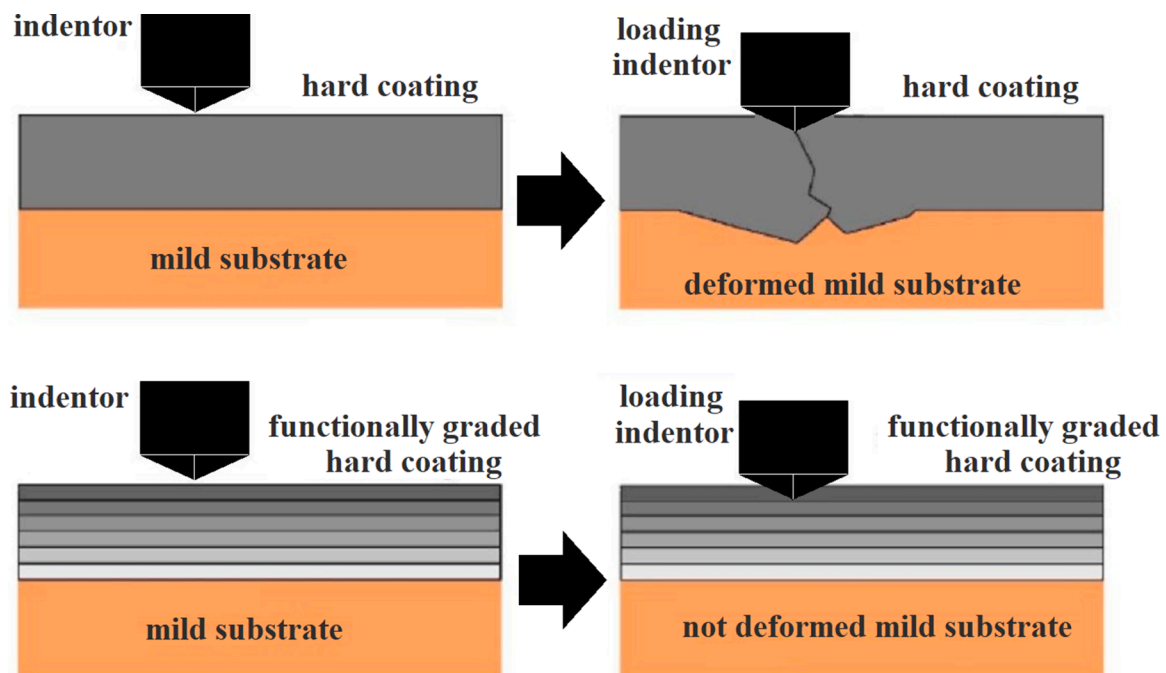 indentor
hard coating
mild substrate
loading
indentor
hard coating
deformed mild substrate
indentor
functionally graded
hard coating
mild substrate
loading
indentor
functionally graded
hard coating
not deformed mild substrate